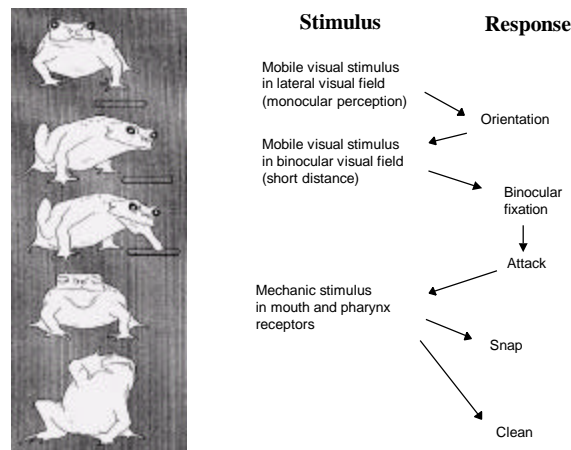 Stimulus
Response
Mobile visual stimulus
in lateral visual field
(monocular perception)
Orientation
Mobile visual stimulus
in binocular visual field
(short distance)
Binocular
fixation
Attack
Mechanic stimulus
in mouth and pharynx
receptors
Snap
Clean